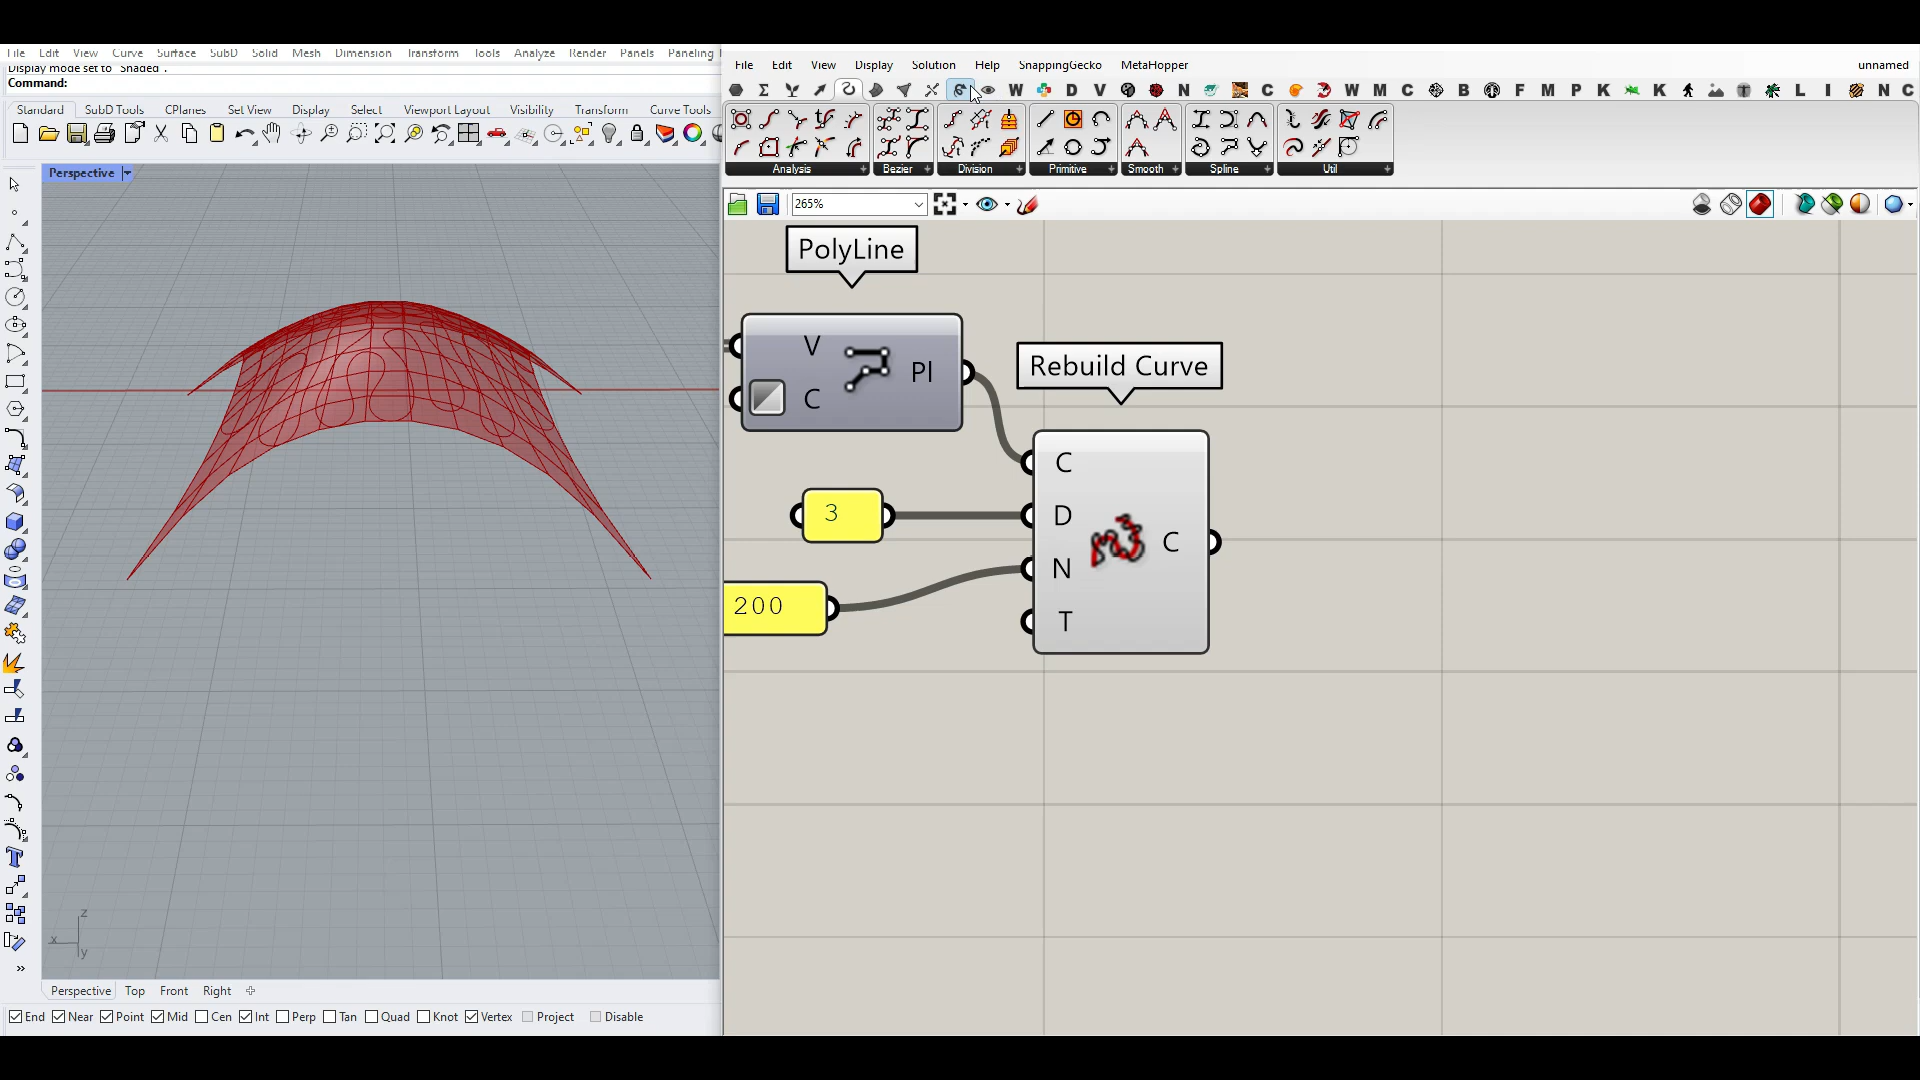 File Edit View Curve Surface SubD Solid Mesh Dimension Transform Tools Analyze Render Panels Paneling
Display mode set to "Shaded".
Command:
Standard SubD Tools CPlanes Set View Display Select Viewport Layout Visibility Transform Curve Tools
Perspective
x
y
z
Perspective Top Front Right
End Near Point Mid Cen Int Perp Tan Quad Knot Vertex Project Disable
File Edit View Display Solution Help SnappingGecko MetaHopper unnamed
W D V N C W M C B F M P K K L I N C
Analysis Bezier Division Primitive Smooth Spline Util
265%
PolyLine
V
C
Pl
Rebuild Curve
C
D
N
T
C
3
200